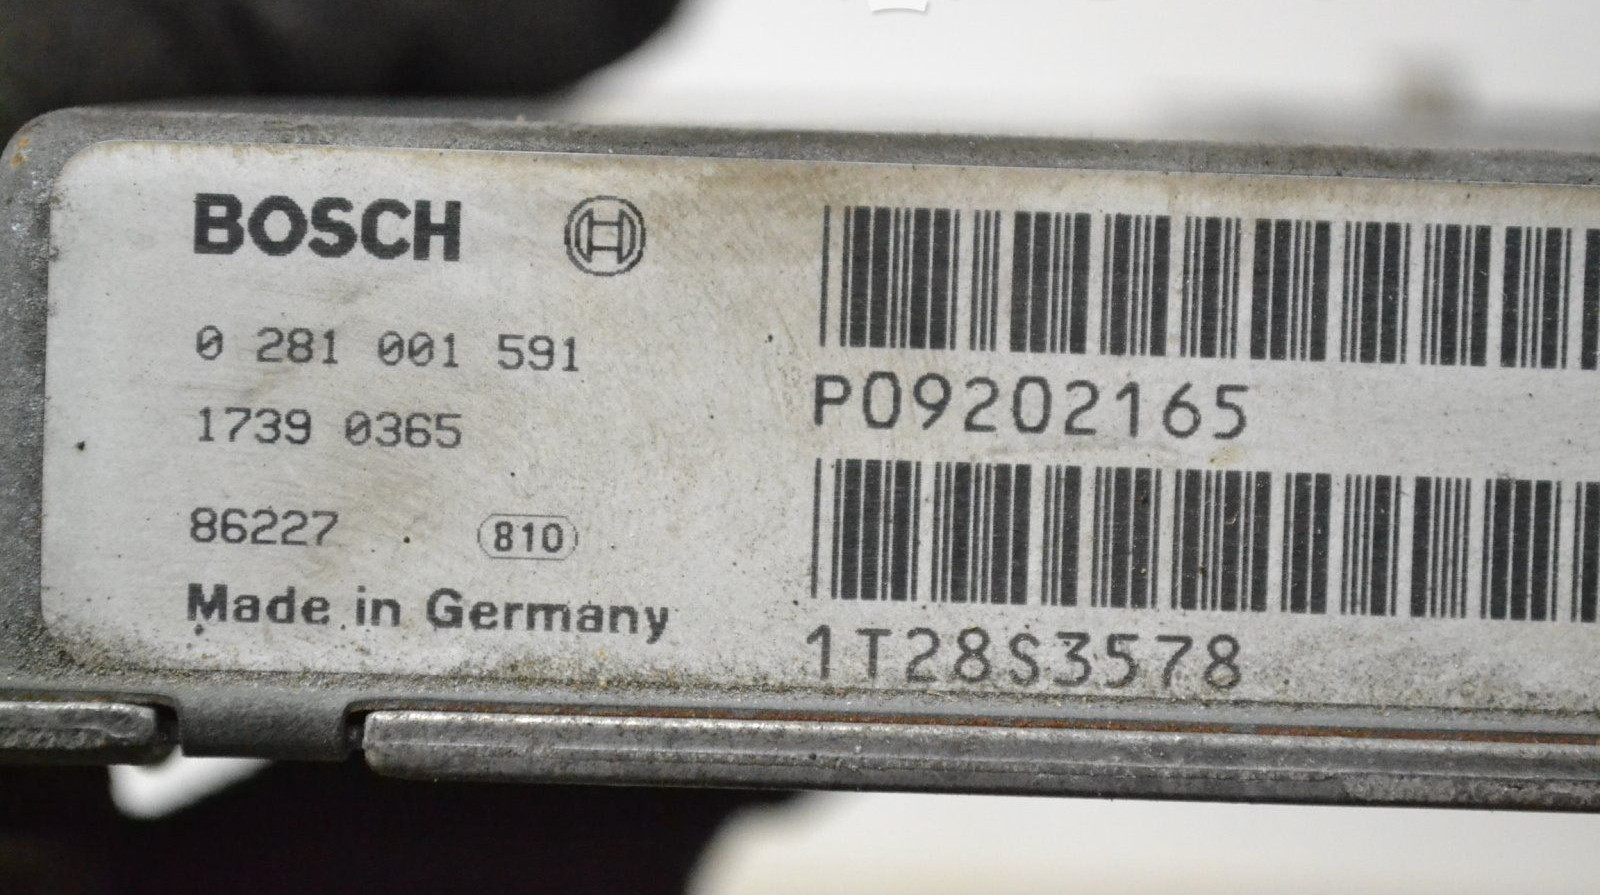 BOSCH
0 281 001 591
1739 0365
86227 810
Made in Germany
P09202165
1T28S3578